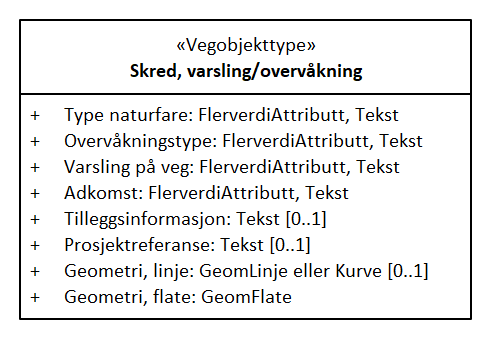 «Vegobjekttype»
Skred, varsling/overvåkning
+ Type naturfare: FlerverdiAttributt, Tekst
+ Overvåkningstype: FlerverdiAttributt, Tekst
+ Varsling på veg: FlerverdiAttributt, Tekst
+ Adkomst: FlerverdiAttributt, Tekst
+ Tilleggsinformasjon: Tekst [0..1]
+ Prosjektreferanse: Tekst [0..1]
+ Geometri, linje: GeomLinje eller Kurve [0..1]
+ Geometri, flate: GeomFlate